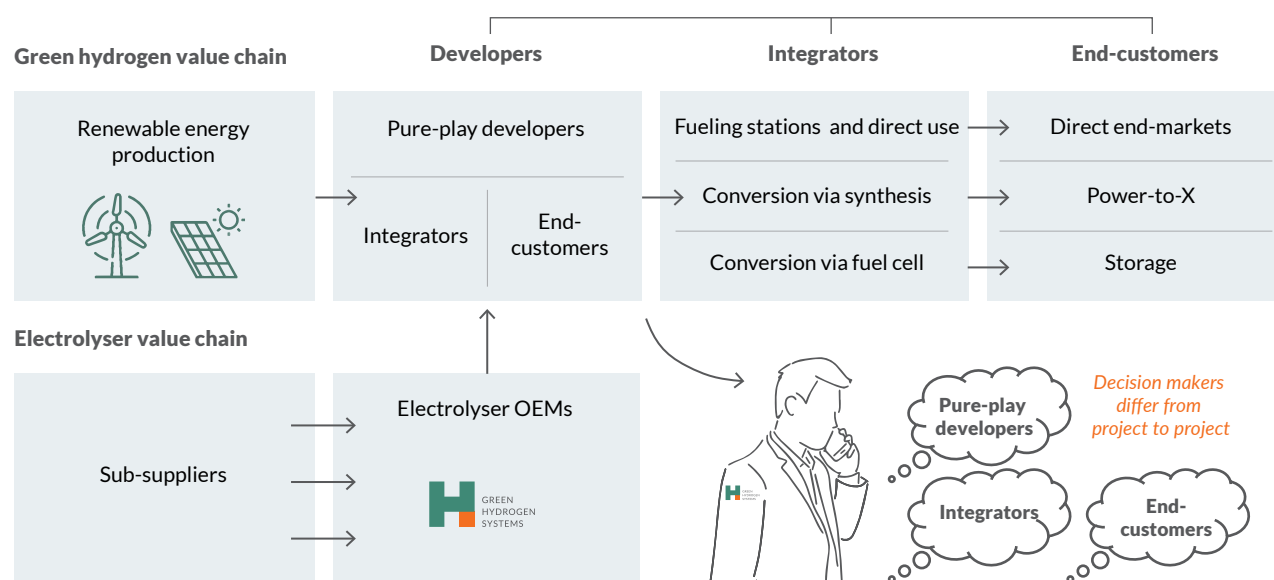 Green hydrogen value chain
Developers
Integrators
End-customers
Renewable energy
production
Pure-play developers
Integrators
End-
customers
Fueling stations and direct use
Conversion via synthesis
Conversion via fuel cell
Direct end-markets
Power-to-X
Storage
Electrolyser value chain
Sub-suppliers
Electrolyser OEMs
GREEN
HYDROGEN
SYSTEMS
GREEN
HYDROGEN
SYSTEMS
Pure-play
developers
Decision makers
differ from
project to project
Integrators
End-
customers